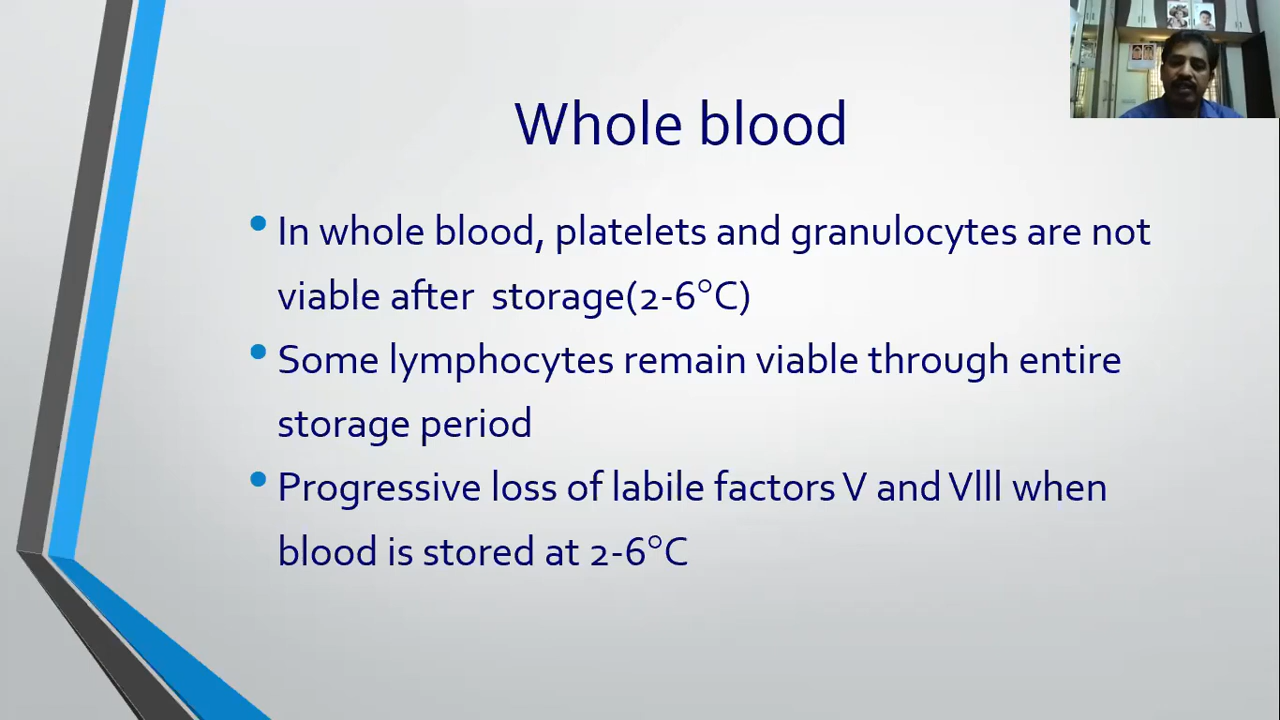 Whole blood
• In whole blood, platelets and granulocytes are not
viable after storage(2-6°C)
• Some lymphocytes remain viable through entire
storage period
• Progressive loss of labile factors V and Vlll when
blood is stored at 2-6°C